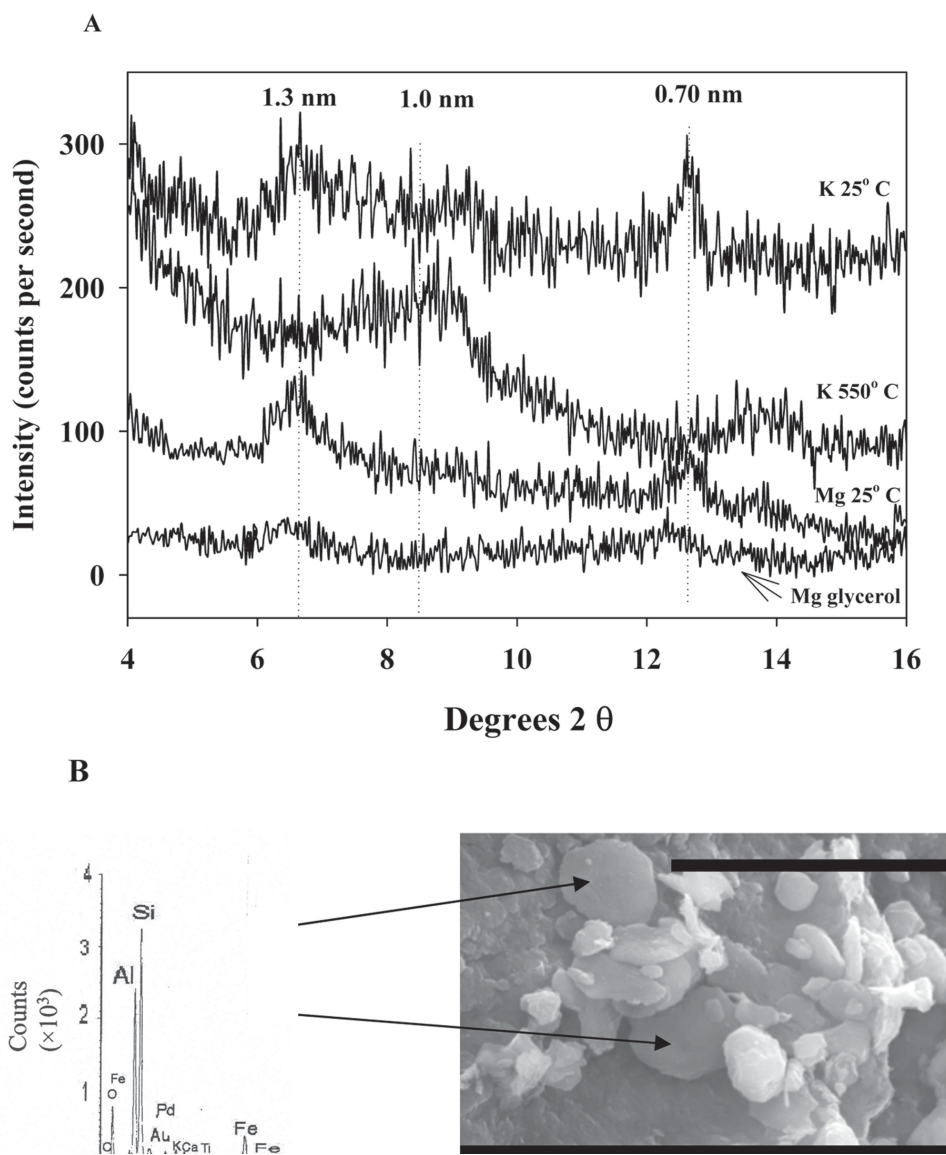 A
1.3 nm
1.0 nm
0.70 nm
300
200
100
0
Intensity (counts per second)
K 25° C
K 550° C
Mg 25° C
Mg glycerol
4 6 8 10 12 14 16
Degrees 2 θ
B
4
3
2
1
Counts
(×10³)
Si
Al
Fe
O
C
Pd
Au
K
Ca
Ti
Fe
Fe